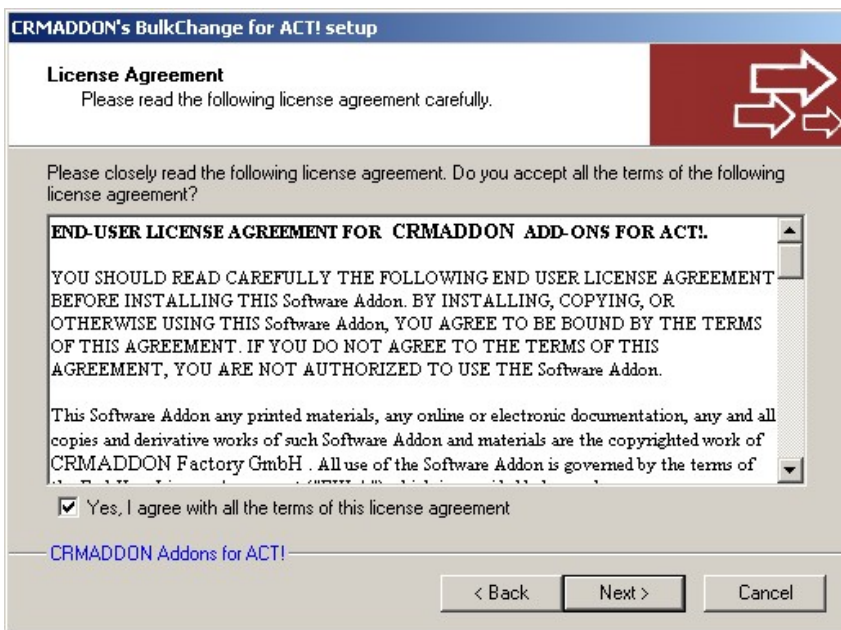 CRMADDON's BulkChange for ACT! setup
License Agreement
Please read the following license agreement carefully.
Please closely read the following license agreement. Do you accept all the terms of the following
license agreement?
END-USER LICENSE AGREEMENT FOR CRMADDON ADD-ONS FOR ACT!.
YOU SHOULD READ CAREFULLY THE FOLLOWING END USER LICENSE AGREEMENT
BEFORE INSTALLING THIS Software Addon. BY INSTALLING, COPYING, OR
OTHERWISE USING THIS Software Addon, YOU AGREE TO BE BOUND BY THE TERMS
OF THIS AGREEMENT. IF YOU DO NOT AGREE TO THE TERMS OF THIS
AGREEMENT, YOU ARE NOT AUTHORIZED TO USE THE Software Addon.
This Software Addon any printed materials, any online or electronic documentation, any and all
copies and derivative works of such Software Addon and materials are the copyrighted work of
CRMADDON Factory GmbH . All use of the Software Addon is governed by the terms of
Yes, I agree with all the terms of this license agreement
CRMADDON Addons for ACT!
< Back
Next >
Cancel